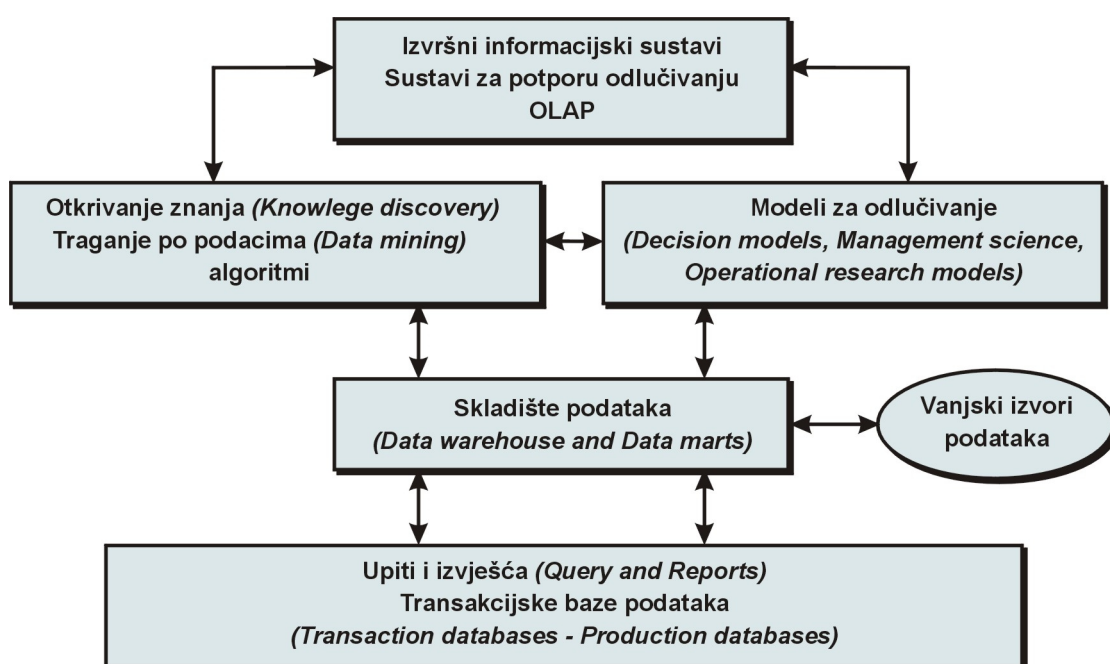 Izvršni informacijski sustavi
Sustavi za potporu odlučivanju
OLAP
Otkrivanje znanja (Knowlege discovery)
Traganje po podacima (Data mining)
algoritmi
Modeli za odlučivanje
(Decision models, Management science,
Operational research models)
Skladište podataka
(Data warehouse and Data marts)
Vanjski izvori
podataka
Upiti i izvješća (Query and Reports)
Transakcijske baze podataka
(Transaction databases - Production databases)